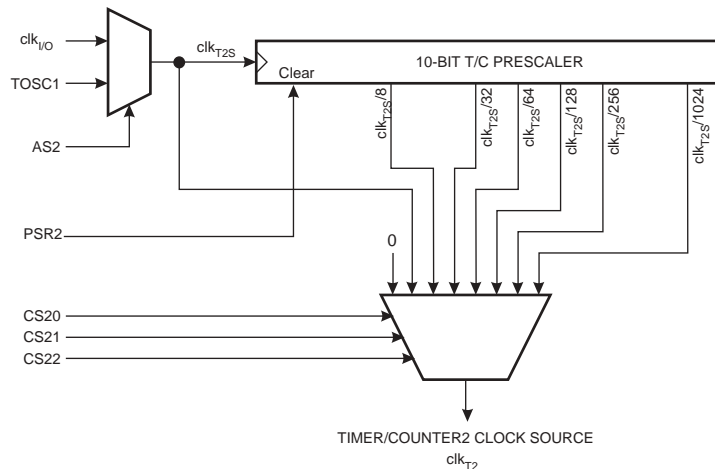 clkI/O
TOSC1
AS2
PSR2
clkT2S
10-BIT T/C PRESCALER
Clear
clkT2S/8
clkT2S/32
clkT2S/64
clkT2S/128
clkT2S/256
clkT2S/1024
0
CS20
CS21
CS22
TIMER/COUNTER2 CLOCK SOURCE
clkT2